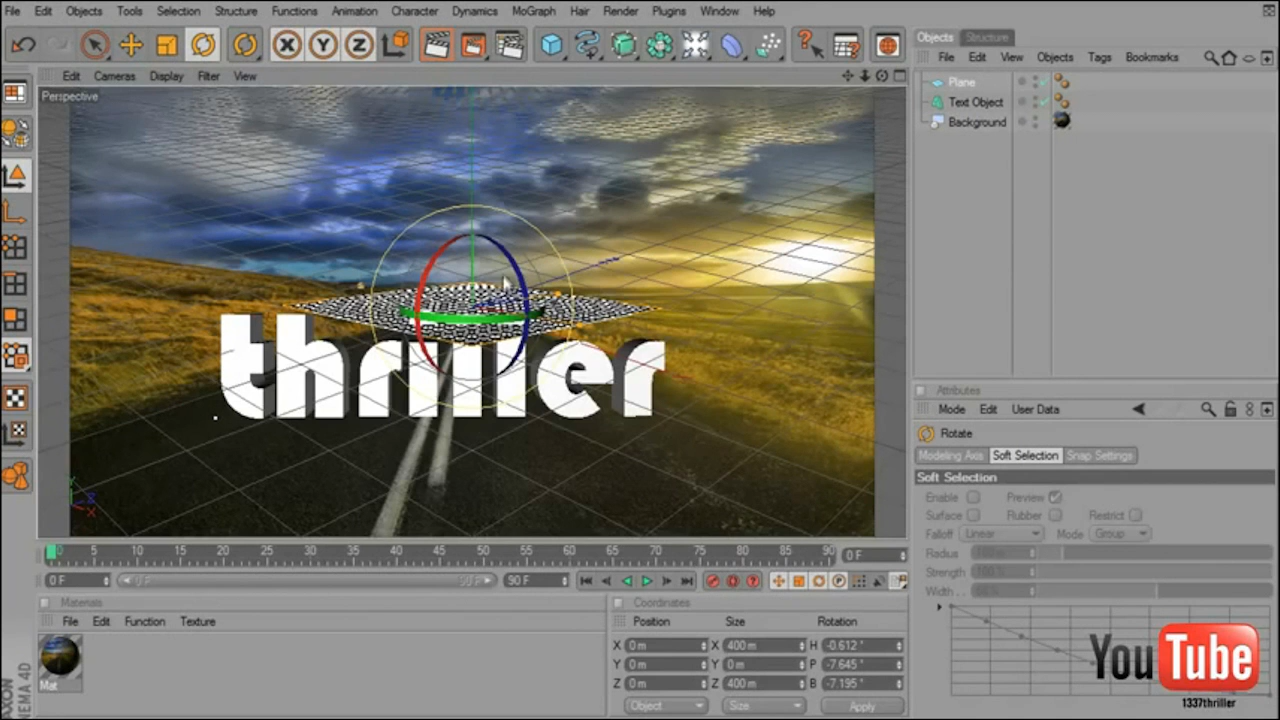 File Edit Objects Tools Selection Structure Functions Animation Character Dynamics MoGraph Hair Render Plugins Window Help
X Y Z
Edit Cameras Display Filter View
Perspective
thriller
Y
Z
X
0 5 10 15 20 25 30 35 40 45 50 55 60 65 70 75 80 85 90 0 F
0 F 0 F 90 F 90 F
Materials
File Edit Function Texture
Mat
Coordinates
Position Size Rotation
X 0 m X 400 m H -0.612 °
Y 0 m Y 0 m P -7.645 °
Z 0 m Z 400 m B -7.195 °
Object Size Apply
Objects Structure
File Edit View Objects Tags Bookmarks
Plane
Text Object
Background
Attributes
Mode Edit User Data
Rotate
Modeling Axis Soft Selection Snap Settings
Soft Selection
Enable Preview
Surface Rubber Restrict
Falloff Linear Mode Group
Radius
Strength 100 %
Width . .
YouTube
1337thriller